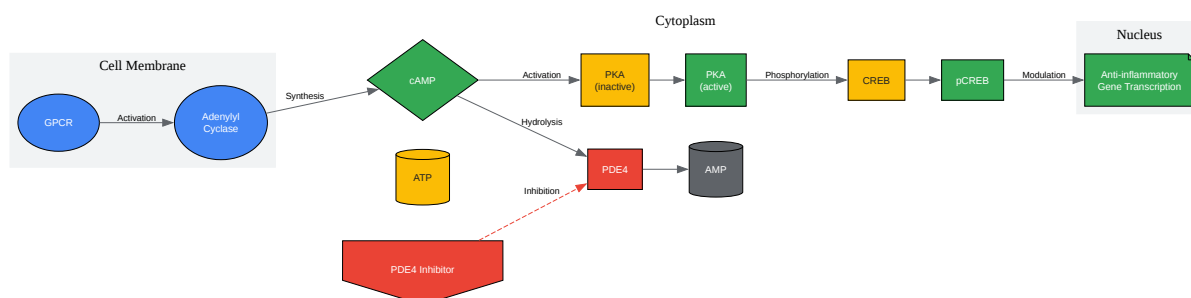 Cytoplasm
Nucleus
Cell Membrane
GPCR
Activation
Adenylyl
Cyclase
Synthesis
cAMP
Activation
PKA
(inactive)
PKA
(active)
Phosphorylation
CREB
pCREB
Modulation
Anti-inflammatory
Gene Transcription
Hydrolysis
ATP
PDE4
AMP
Inhibition
PDE4 Inhibitor